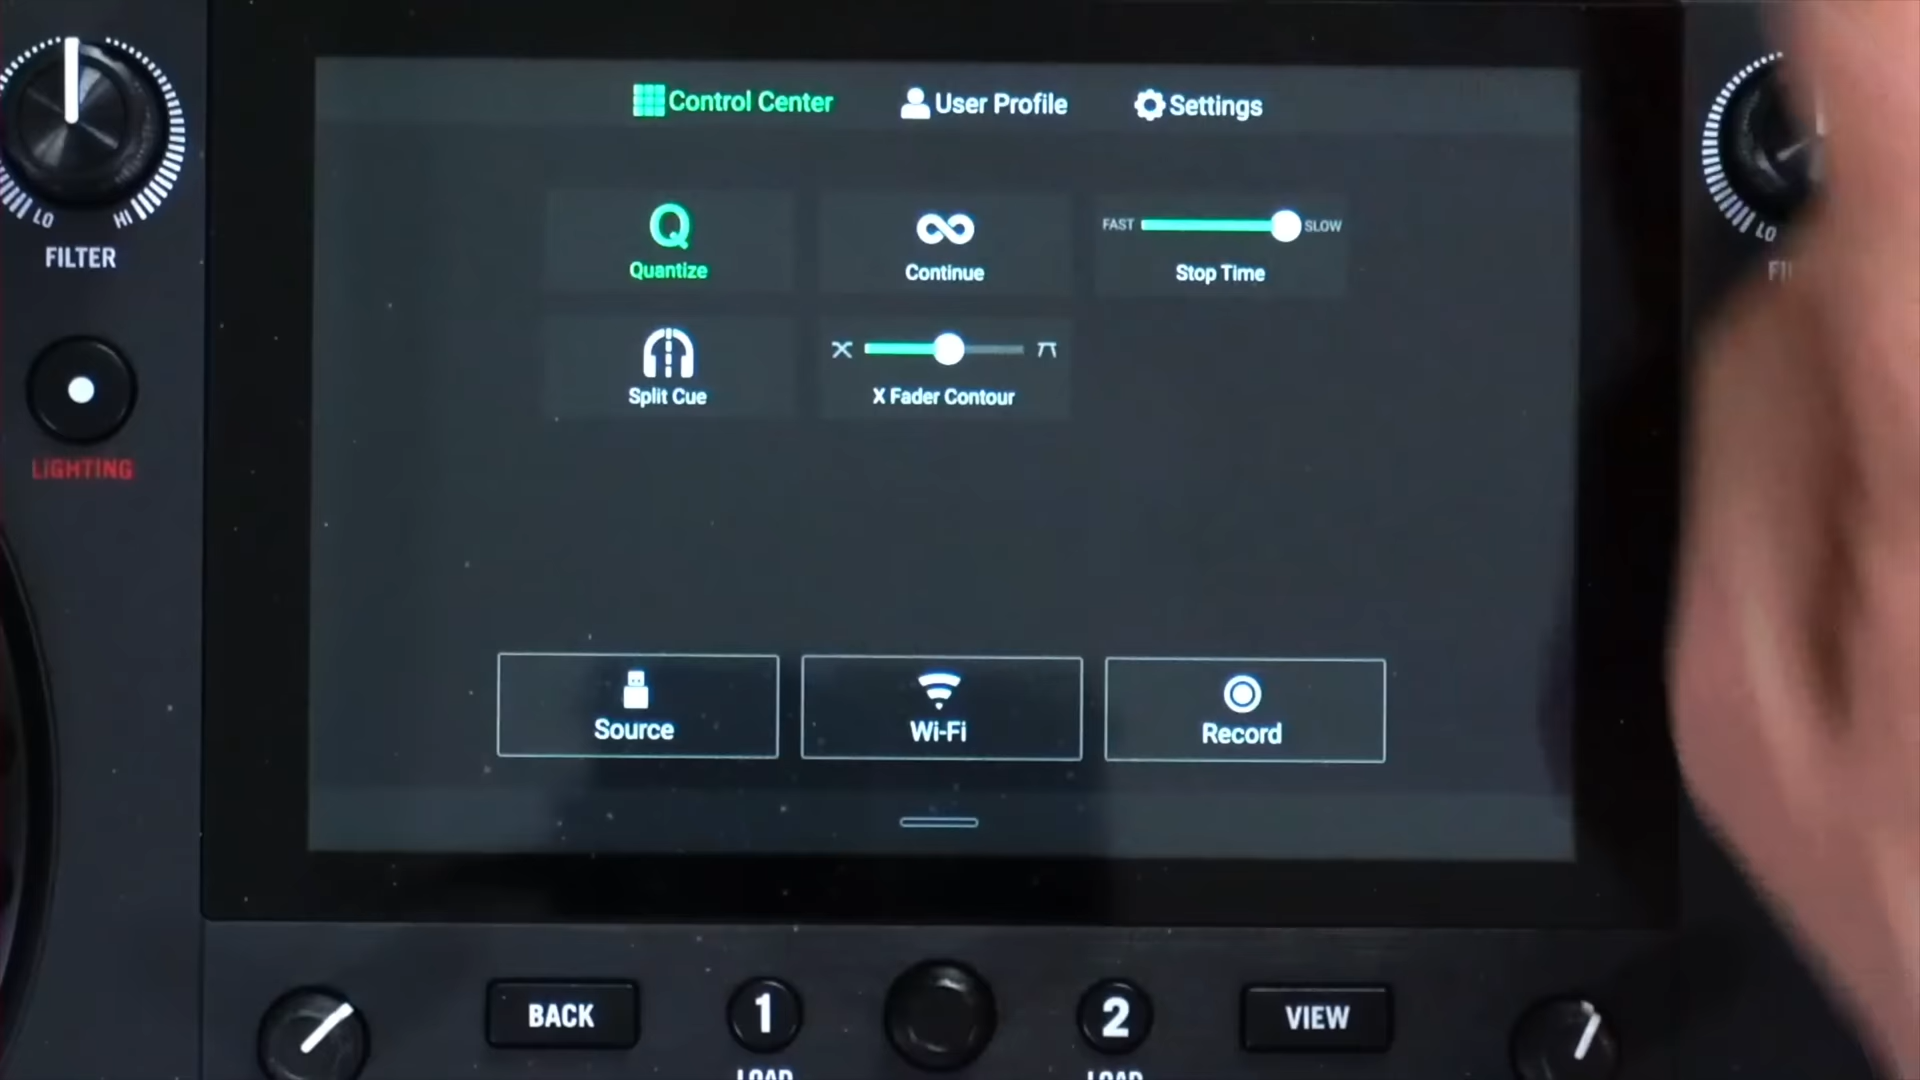 Control Center User Profile Settings
LO HI
FILTER
LO
Q
Quantize
Continue
FAST SLOW
Stop Time
Split Cue
X Fader Contour
LIGHTING
Source
Wi-Fi
Record
BACK
1
2
VIEW
LOAD
LOAD